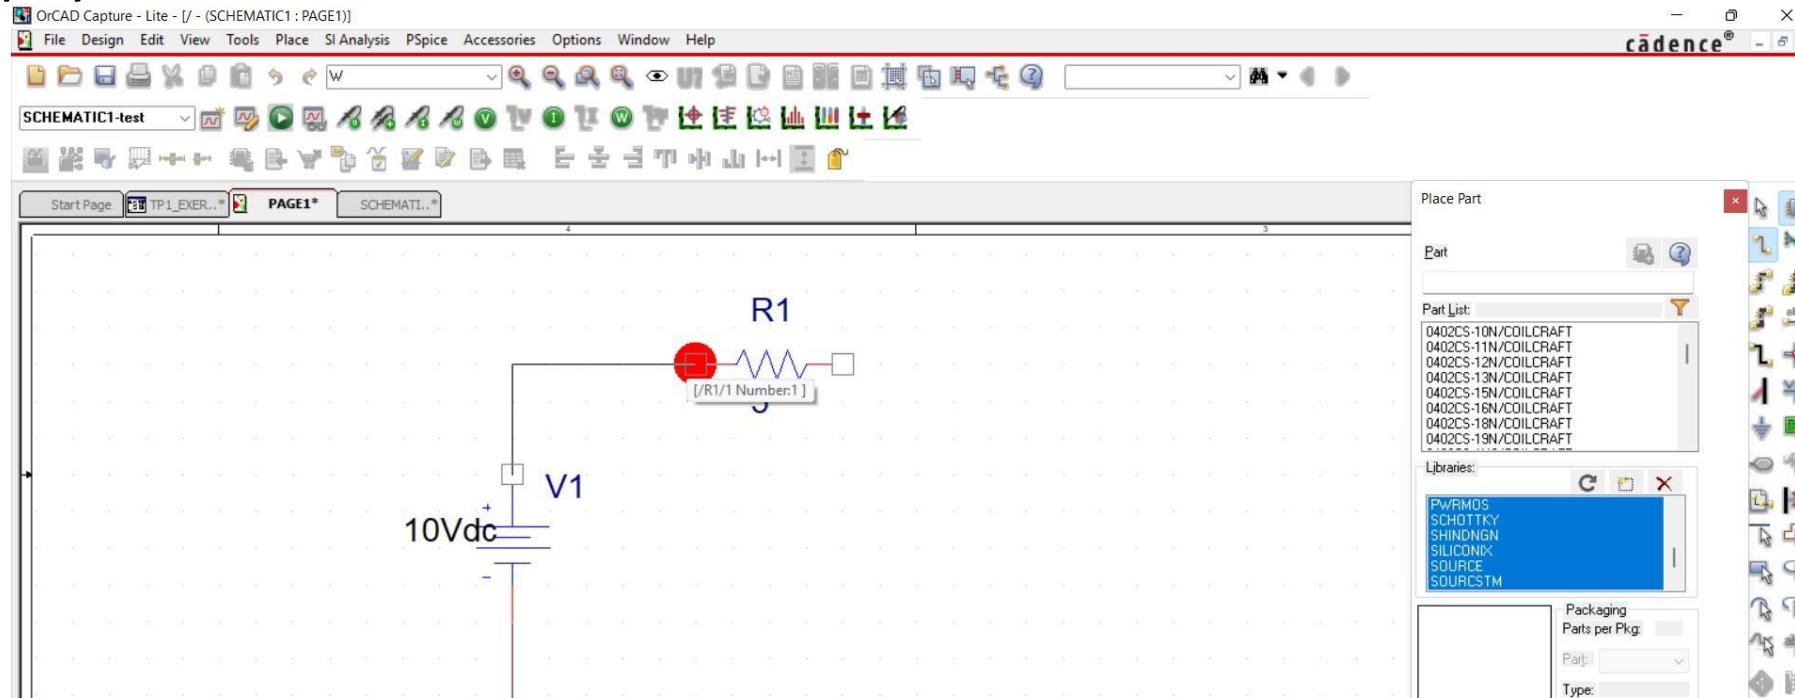 OrCAD Capture - Lite - [/ - (SCHEMATIC1 : PAGE1)]
File Design Edit View Tools Place SI Analysis PSpice Accessories Options Window Help
cādence®
W
U?
SCHEMATIC1-test
V
I
W
Start Page
TP1_EXER..*
PAGE1*
SCHEMATI..*
4
3
R1
[/R1/1 Number:1 ]
V1
+
10Vdc
-
Place Part
Part
Part List:
0402CS-10N/COILCRAFT
0402CS-11N/COILCRAFT
0402CS-12N/COILCRAFT
0402CS-13N/COILCRAFT
0402CS-15N/COILCRAFT
0402CS-16N/COILCRAFT
0402CS-18N/COILCRAFT
0402CS-19N/COILCRAFT
Libraries:
PWRMOS
SCHOTTKY
SHINDNGN
SILICONIX
SOURCE
SOURCSTM
Packaging
Parts per Pkg:
Part:
Type: